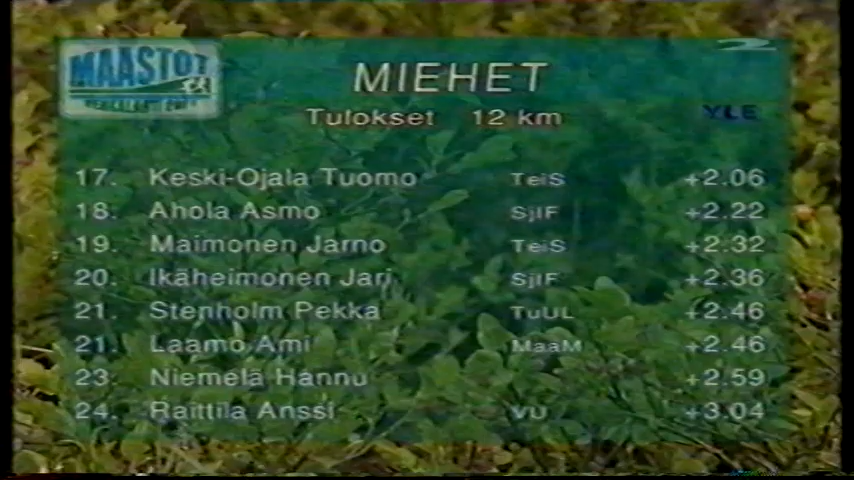 MAASTOT
MIEHET
Tulokset 12 km
YLE
17. Keski-Ojala Tuomo TeiS +2.06
18. Ahola Asmo SjIF +2.22
19. Maimonen Jarno TeiS +2.32
20. Ikäheimonen Jari SjIF +2.36
21. Stenholm Pekka TuUL +2.46
21. Laamo Ami MaaM +2.46
23. Niemelä Hannu +2.59
24. Raittila Anssi VU +3.04